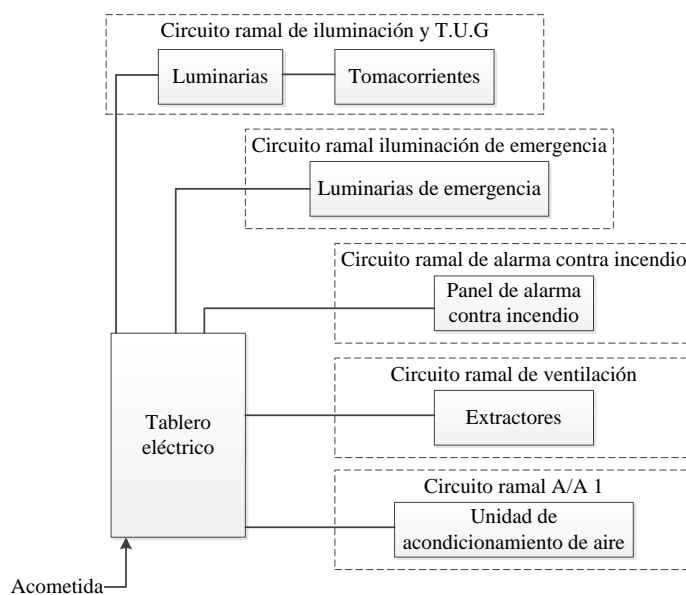 Circuito ramal de iluminación y T.U.G
Luminarias
Tomacorrientes
Circuito ramal iluminación de emergencia
Luminarias de emergencia
Circuito ramal de alarma contra incendio
Panel de alarma
contra incendio
Circuito ramal de ventilación
Extractores
Tablero
eléctrico
Circuito ramal A/A 1
Unidad de
acondicionamiento de aire
Acometida